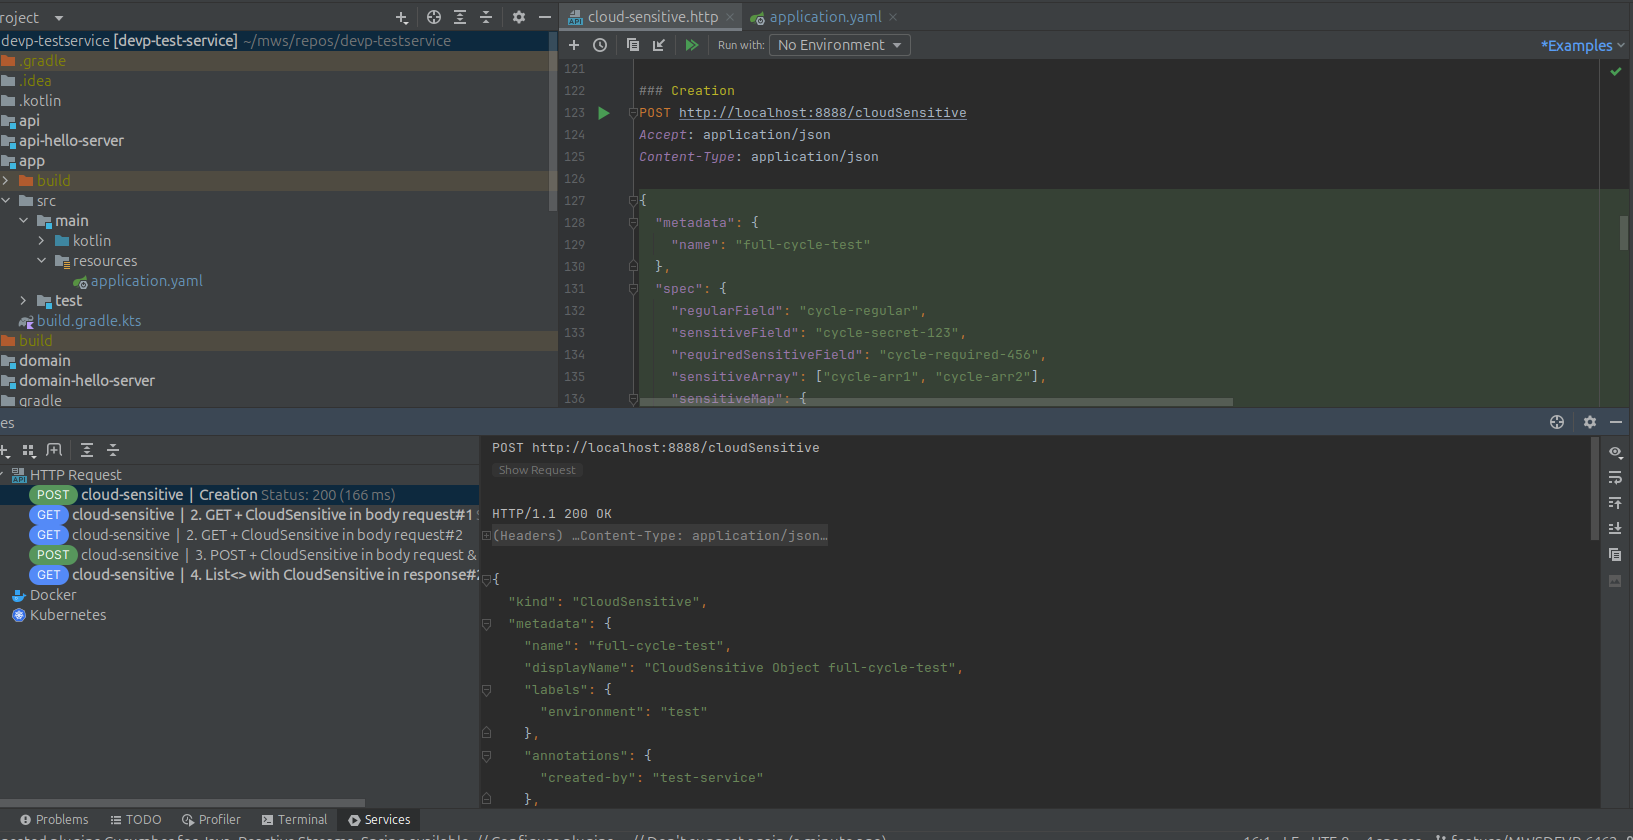 roject
cloud-sensitive.http
application.yaml
devp-testservice [devp-test-service] ~/mws/repos/devp-testservice
Run with:
No Environment
*Examples
.gradle
.idea
.kotlin
api
api-hello-server
app
build
src
main
kotlin
resources
application.yaml
test
build.gradle.kts
build
domain
domain-hello-server
gradle
121
122 ### Creation
123 POST http://localhost:8888/cloudSensitive
124 Accept: application/json
125 Content-Type: application/json
126
127 {
128 "metadata": {
129 "name": "full-cycle-test"
130 },
131 "spec": {
132 "regularField": "cycle-regular",
133 "sensitiveField": "cycle-secret-123",
134 "requiredSensitiveField": "cycle-required-456",
135 "sensitiveArray": ["cycle-arr1", "cycle-arr2"],
136 "sensitiveMap": {
es
HTTP Request
POST cloud-sensitive | Creation Status: 200 (166 ms)
GET cloud-sensitive | 2. GET + CloudSensitive in body request#1
GET cloud-sensitive | 2. GET + CloudSensitive in body request#2
POST cloud-sensitive | 3. POST + CloudSensitive in body request &
GET cloud-sensitive | 4. List<> with CloudSensitive in response#2
Docker
Kubernetes
POST http://localhost:8888/cloudSensitive
Show Request
HTTP/1.1 200 OK
(Headers) …Content-Type: application/json…
{
"kind": "CloudSensitive",
"metadata": {
"name": "full-cycle-test",
"displayName": "CloudSensitive Object full-cycle-test",
"labels": {
"environment": "test"
},
"annotations": {
"created-by": "test-service"
},
Problems
TODO
Profiler
Terminal
Services